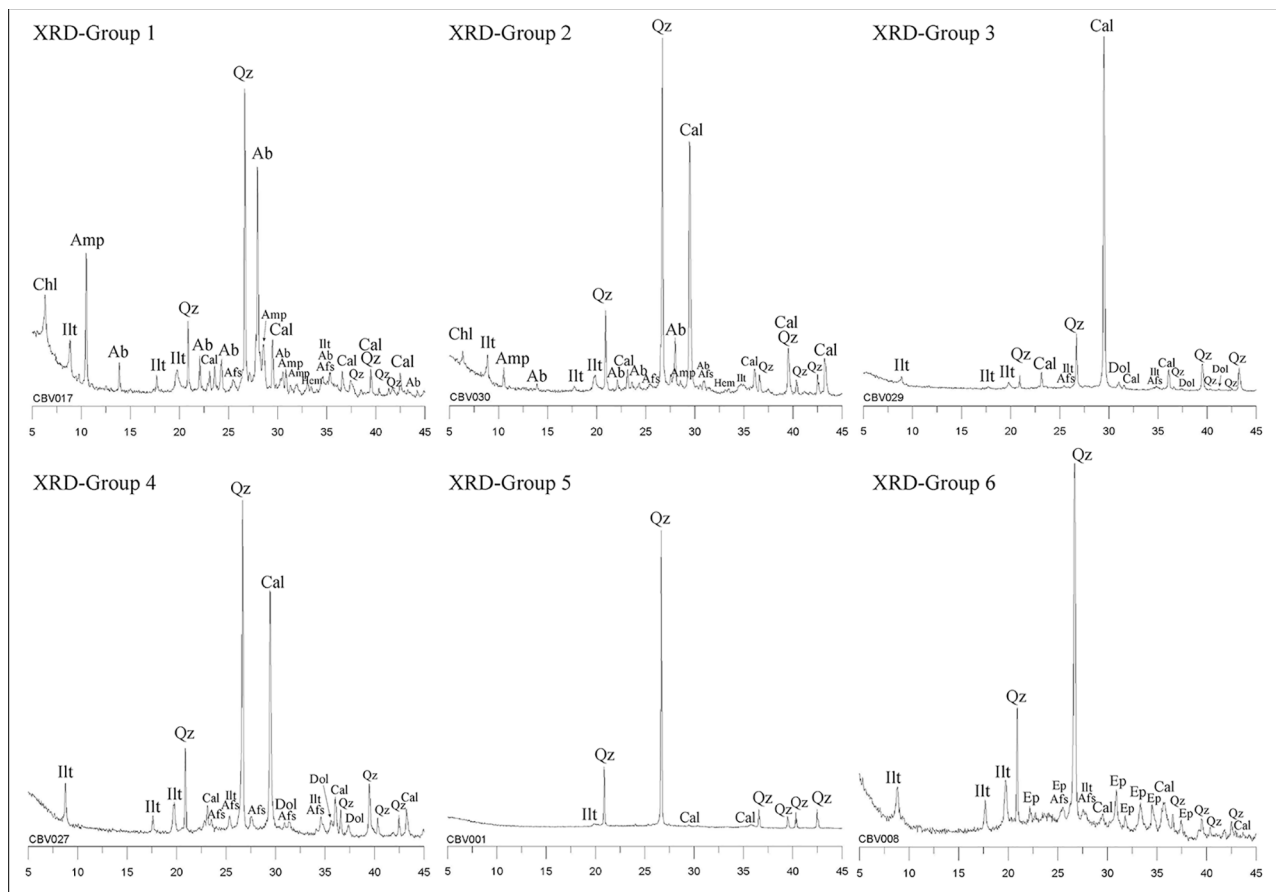 XRD-Group 1
Qz
Ab
Amp
Chl
Ilt
Ab
Ilt
Ilt
Qz
Ab
Cal
Ab
Afs
Amp
Cal
Ab
Amp
Amp
Hem
Ilt
Ab
Afs
Cal
Qz
Cal
Qz
Qz
Qz
Cal
Ab
CBV017
5 10 15 20 25 30 35 40 45
XRD-Group 2
Qz
Cal
Qz
Chl
Ilt
Amp
Ab
Ilt
Ilt
Ab
Cal
Ab
Afs
Ab
Amp
Ab
Afs
Hem
Ilt
Cal
Qz
Cal
Qz
Qz
Qz
Cal
CBV030
5 10 15 20 25 30 35 40 45
XRD-Group 3
Cal
Ilt
Ilt
Ilt
Qz
Cal
Ilt
Afs
Qz
Dol
Cal
Ilt
Afs
Cal
Qz
Dol
Qz
Qz
Dol
Qz
Qz
CBV029
5 10 15 20 25 30 35 40 45
XRD-Group 4
Qz
Cal
Ilt
Ilt
Ilt
Qz
Cal
Afs
Ilt
Afs
Afs
Dol
Afs
Ilt
Afs
Dol
Cal
Qz
Dol
Qz
Qz
Qz
Cal
CBV027
5 10 15 20 25 30 35 40 45
XRD-Group 5
Qz
Qz
Ilt
Cal
Cal
Qz
Qz
Qz
Qz
CBV001
5 10 15 20 25 30 35 40 45
XRD-Group 6
Qz
Qz
Ilt
Ilt
Ilt
Ep
Ep
Afs
Ilt
Afs
Cal
Ep
Ep
Ep
Ep
Cal
Qz
Ep
Qz
Qz
Qz
Cal
CBV008
5 10 15 20 25 30 35 40 45